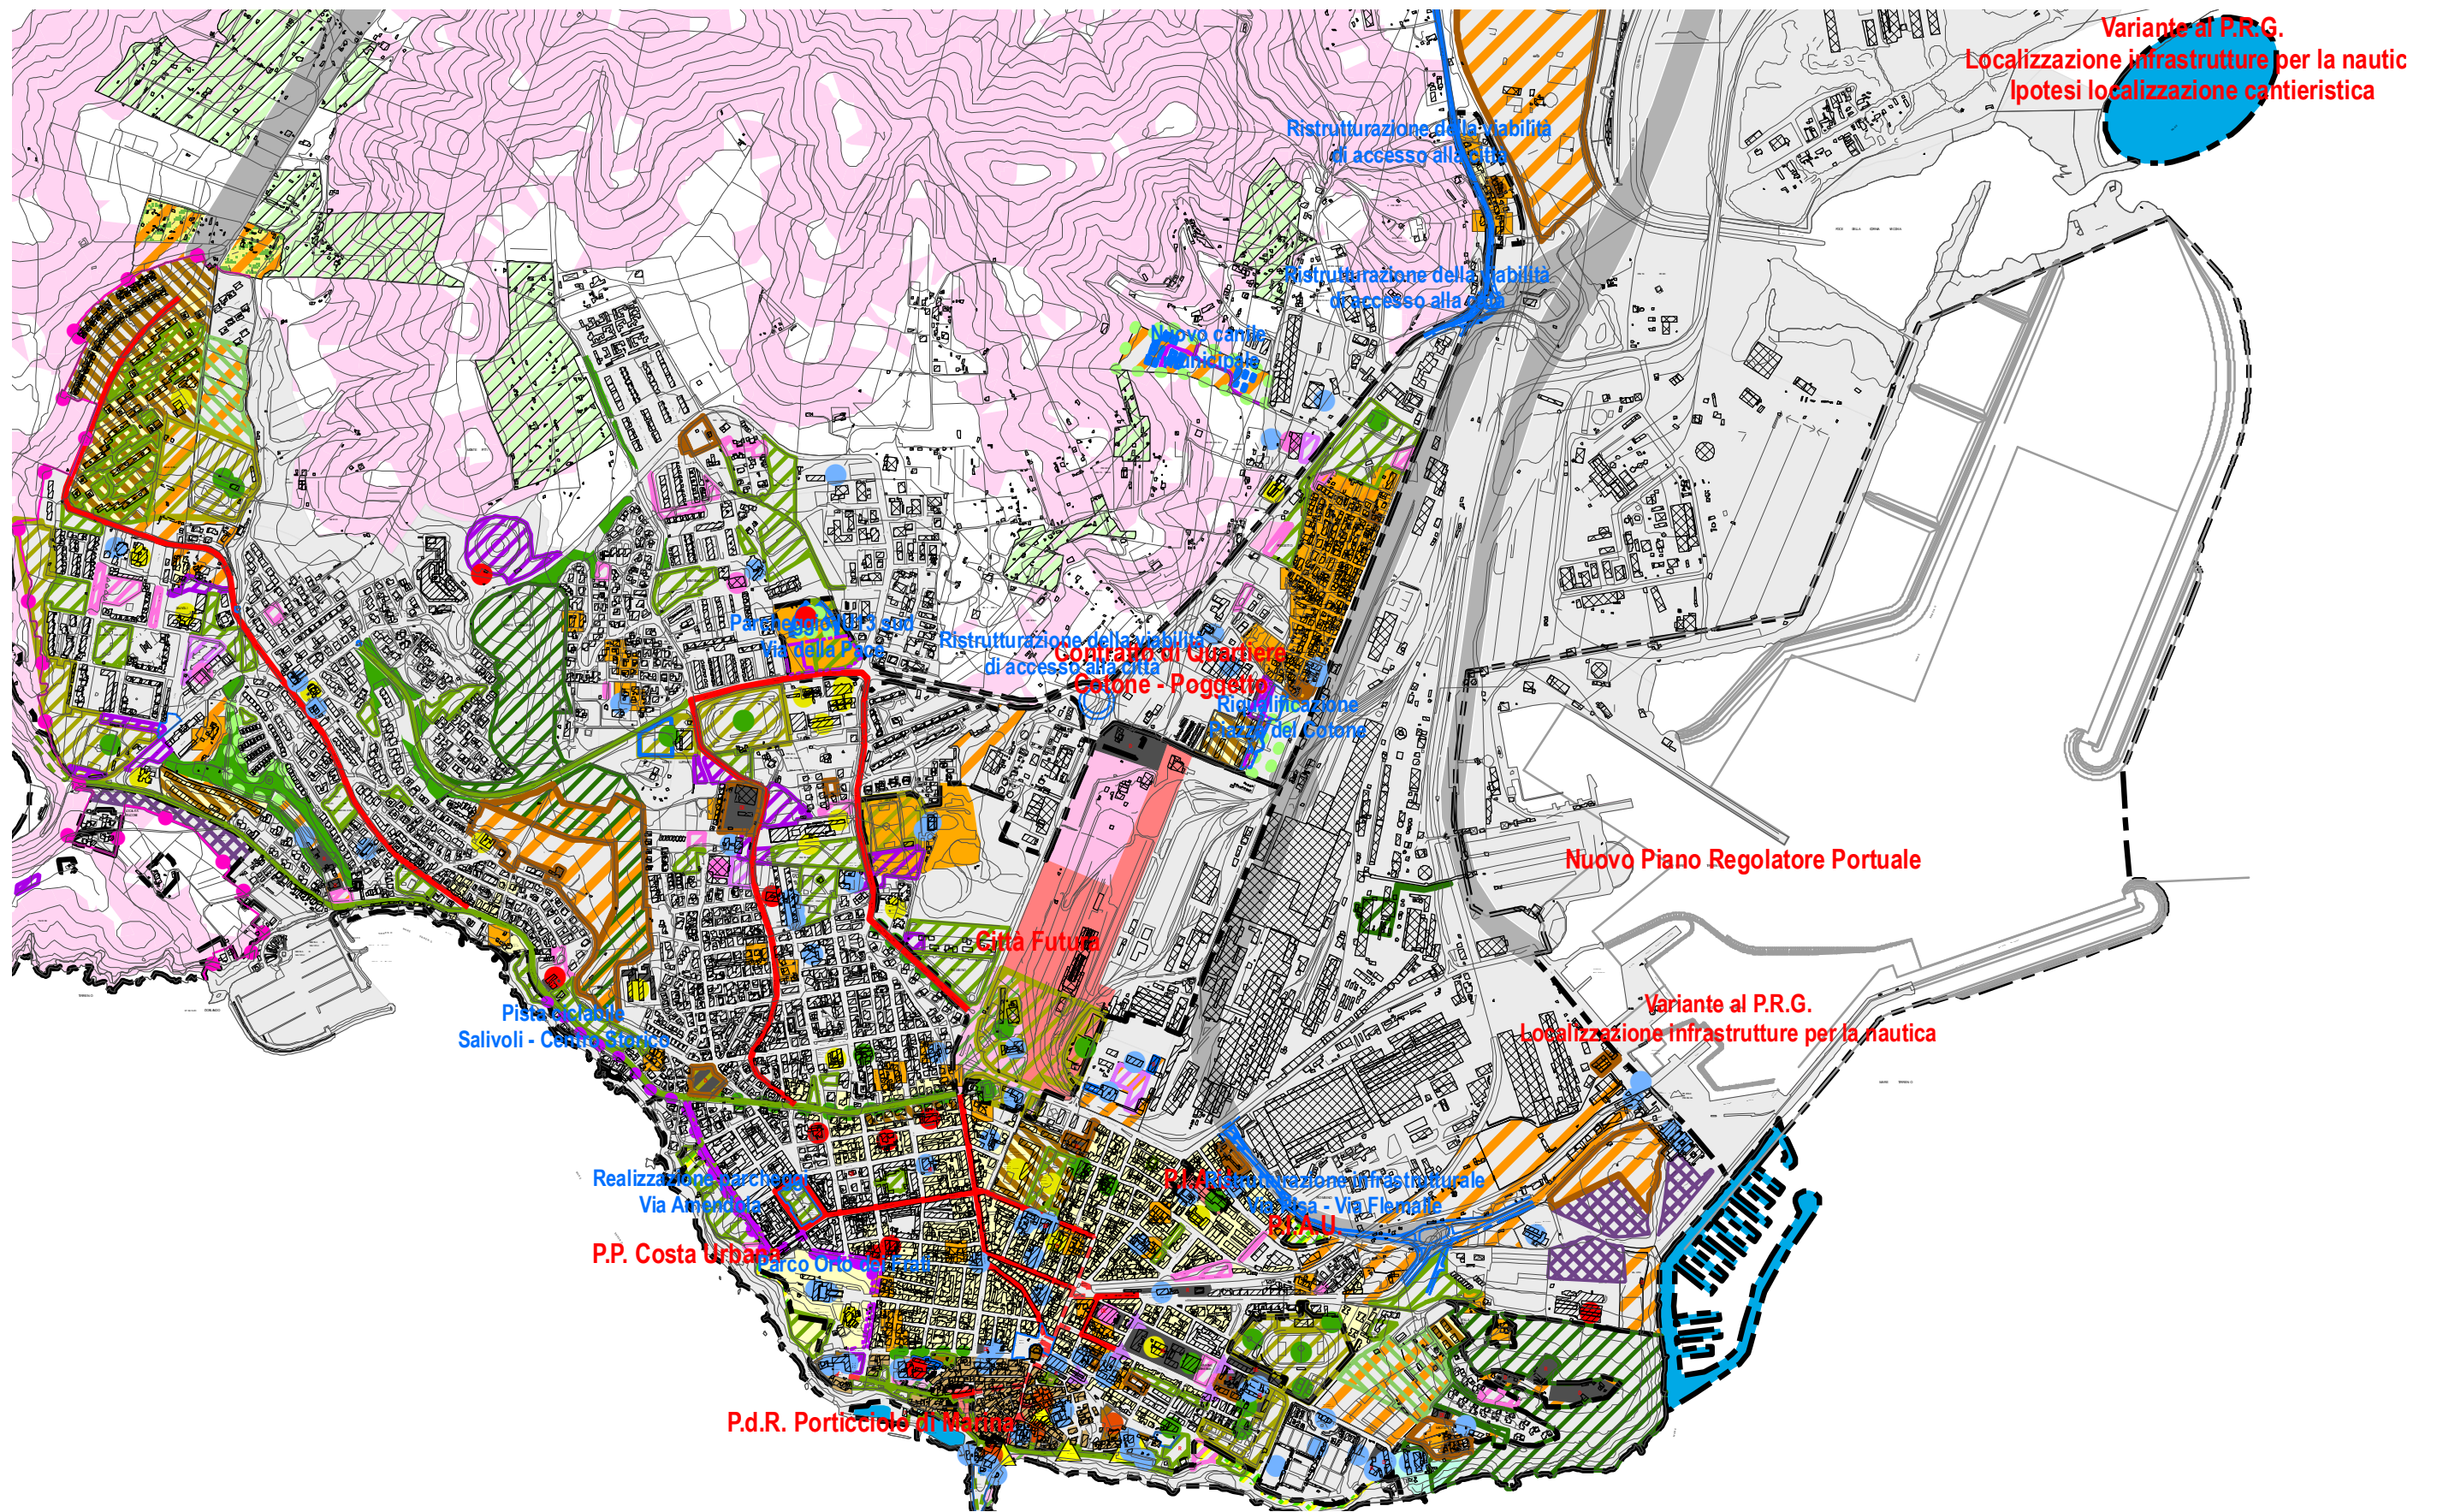 Variante al P.R.G.
Localizzazione infrastrutture per la nautic
Ipotesi localizzazione cantieristica
Ristrutturazione della viabilità
di accesso alla città
Ristrutturazione della viabilità
di accesso alla città
Nuovo canile
municipale
Parcheggio 013 sud
Via della Pace
Ristrutturazione della viabilità
di accesso alla città
Contratto di Quartiere
Cotone - Poggetto
Riqualificazione
Piazza del Cotone
Nuovo Piano Regolatore Portuale
Città Futura
Variante al P.R.G.
Localizzazione infrastrutture per la nautica
Pista ciclabile
Salivoli - Centro Storico
Realizzazione parcheggi
Via Amendola
Ristrutturazione infrastrutturale
Via Pisa - Via Flemalle
P.I.A.U.
P.P. Costa Urbana
Parco Orto dei Frati
P.d.R. Porticciolo di Marina